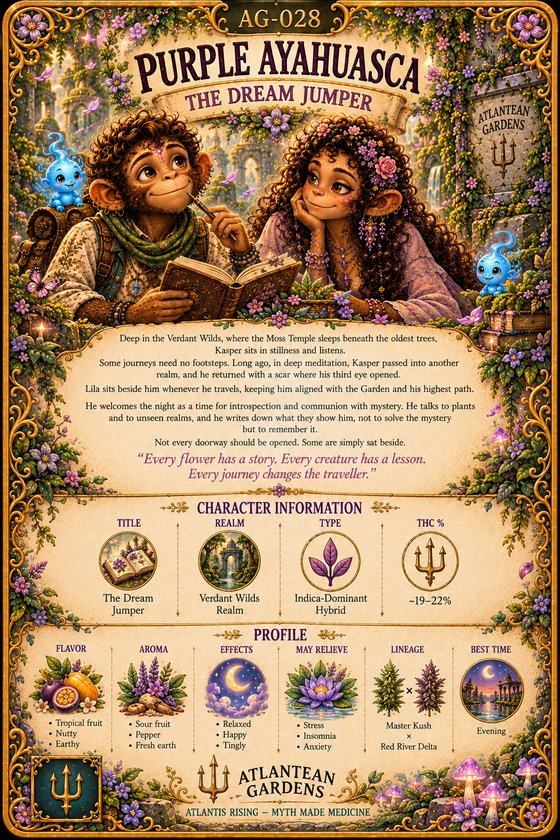 AG-028
PURPLE AYAHUASCA
THE DREAM JUMPER
ATLANTEAN
GARDENS
Deep in the Verdant Wilds, where the Moss Temple sleeps beneath the oldest trees,
Kasper sits in stillness and listens.
Some journeys need no footsteps. Long ago, in deep meditation, Kasper passed into another
realm, and he returned with a scar where his third eye opened.
Lila sits beside him whenever he travels, keeping him aligned with the Garden and his highest path.
He welcomes the night as a time for introspection and communion with mystery. He talks to plants
and to unseen realms, and he writes down what they show him, not to solve the mystery
but to remember it.
Not every doorway should be opened. Some are simply sat beside.
“Every flower has a story. Every creature has a lesson.
Every journey changes the traveller.”
CHARACTER INFORMATION
TITLE
The Dream
Jumper
REALM
Verdant Wilds
Realm
TYPE
Indica-Dominant
Hybrid
THC %
~19–22%
PROFILE
FLAVOR
• Tropical fruit
• Nutty
• Earthy
AROMA
• Sour fruit
• Pepper
• Fresh earth
EFFECTS
• Relaxed
• Happy
• Tingly
MAY RELIEVE
• Stress
• Insomnia
• Anxiety
LINEAGE
×
Master Kush
×
Red River Delta
BEST TIME
Evening
ATLANTEAN
GARDENS
ATLANTIS RISING – MYTH MADE MEDICINE